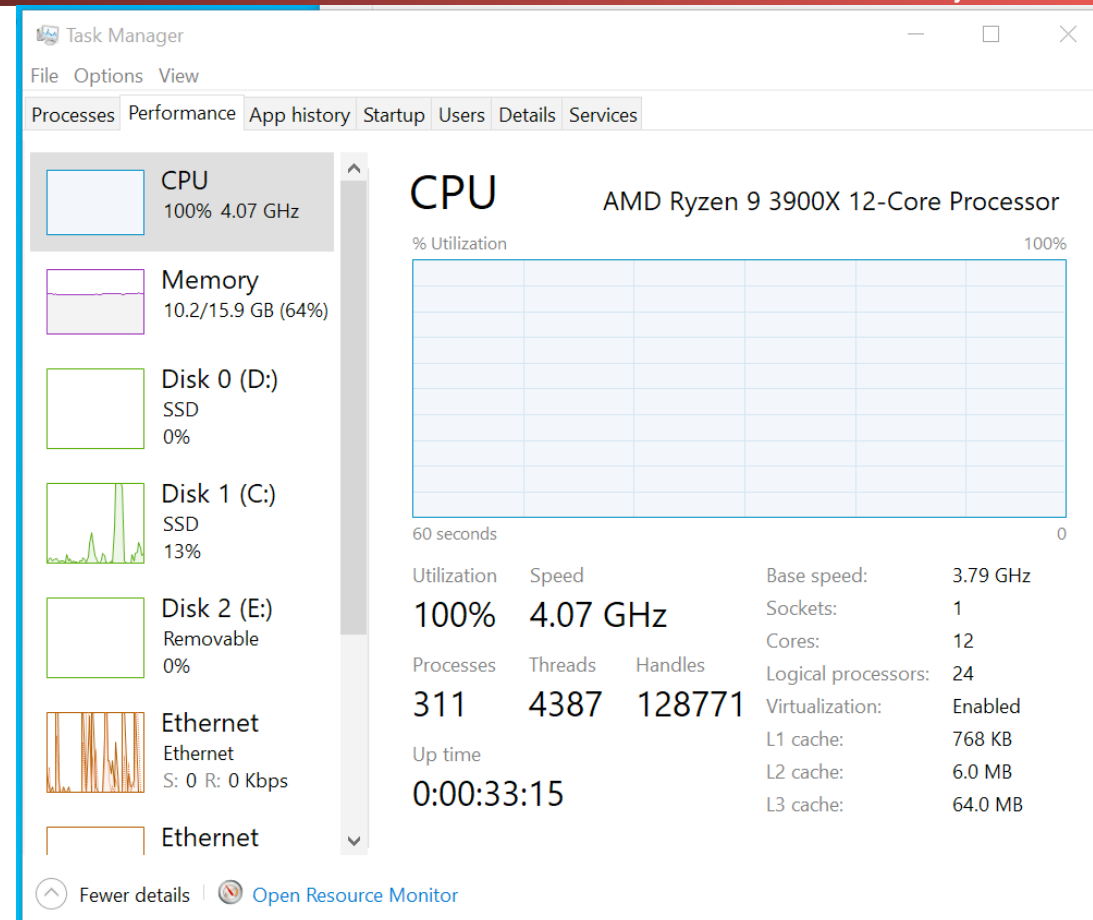 Task Manager
File Options View
Processes Performance App history Startup Users Details Services
CPU
100% 4.07 GHz
Memory
10.2/15.9 GB (64%)
Disk 0 (D:)
SSD
0%
Disk 1 (C:)
SSD
13%
Disk 2 (E:)
Removable
0%
Ethernet
Ethernet
S: 0 R: 0 Kbps
Ethernet
CPU AMD Ryzen 9 3900X 12-Core Processor
% Utilization 100%
60 seconds 0
Utilization Speed
100% 4.07 GHz
Processes Threads Handles
311 4387 128771
Up time
0:00:33:15
Base speed: 3.79 GHz
Sockets: 1
Cores: 12
Logical processors: 24
Virtualization: Enabled
L1 cache: 768 KB
L2 cache: 6.0 MB
L3 cache: 64.0 MB
Fewer details Open Resource Monitor